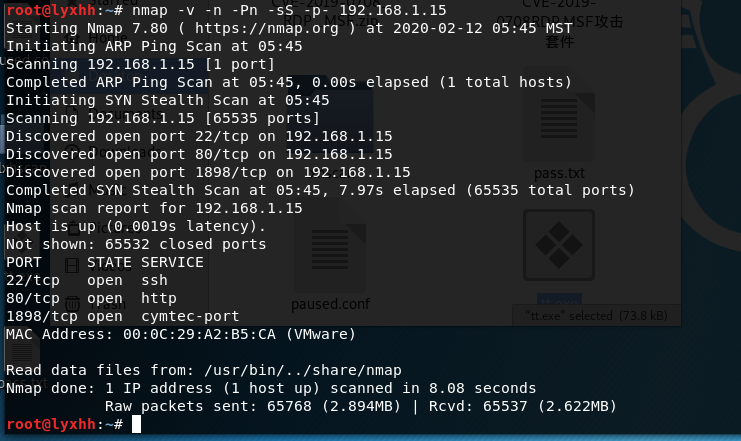 root@lyxhh:~# nmap -v -n -Pn -sS -p- 192.168.1.15
Starting Nmap 7.80 ( https://nmap.org ) at 2020-02-12 05:45 MST
Initiating ARP Ping Scan at 05:45
Scanning 192.168.1.15 [1 port]
Completed ARP Ping Scan at 05:45, 0.00s elapsed (1 total hosts)
Initiating SYN Stealth Scan at 05:45
Scanning 192.168.1.15 [65535 ports]
Discovered open port 22/tcp on 192.168.1.15
Discovered open port 80/tcp on 192.168.1.15
Discovered open port 1898/tcp on 192.168.1.15
Completed SYN Stealth Scan at 05:45, 7.97s elapsed (65535 total ports)
Nmap scan report for 192.168.1.15
Host is up (0.0019s latency).
Not shown: 65532 closed ports
PORT     STATE SERVICE
22/tcp   open  ssh
80/tcp   open  http
1898/tcp open  cymtec-port
MAC Address: 00:0C:29:A2:B5:CA (VMware)
Read data files from: /usr/bin/../share/nmap
Nmap done: 1 IP address (1 host up) scanned in 8.08 seconds
Raw packets sent: 65768 (2.894MB) | Rcvd: 65537 (2.622MB)
root@lyxhh:~#
CVE-2019-
0708RDP MSF攻击
套件
pass.txt
paused.conf
"tt.exe" selected (73.8 kB)